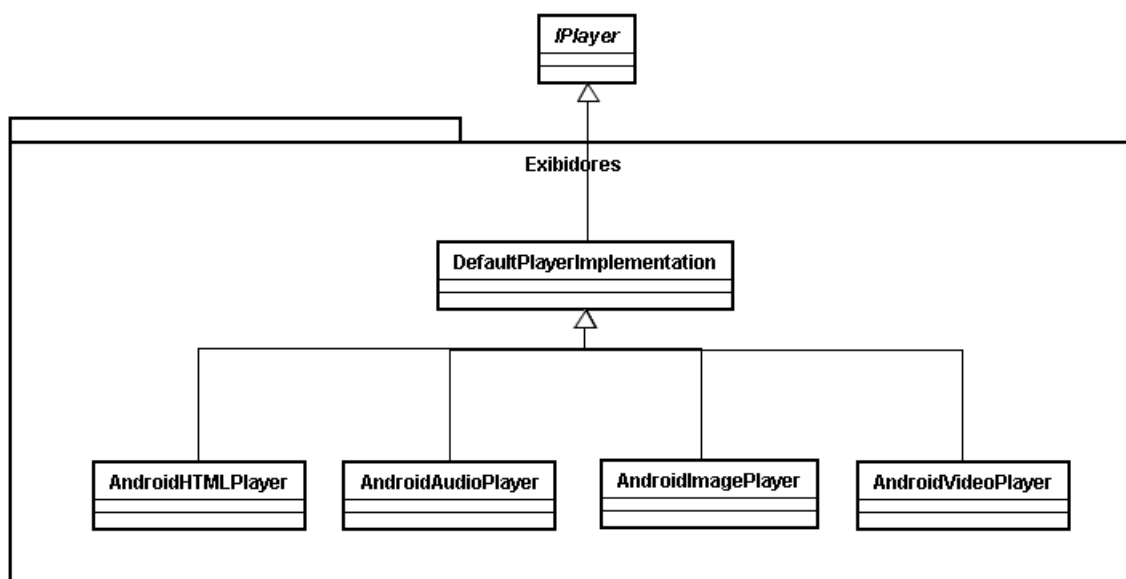 IPlayer
Exibidores
DefaultPlayerImplementation
AndroidHTMLPlayer
AndroidAudioPlayer
AndroidImagePlayer
AndroidVideoPlayer